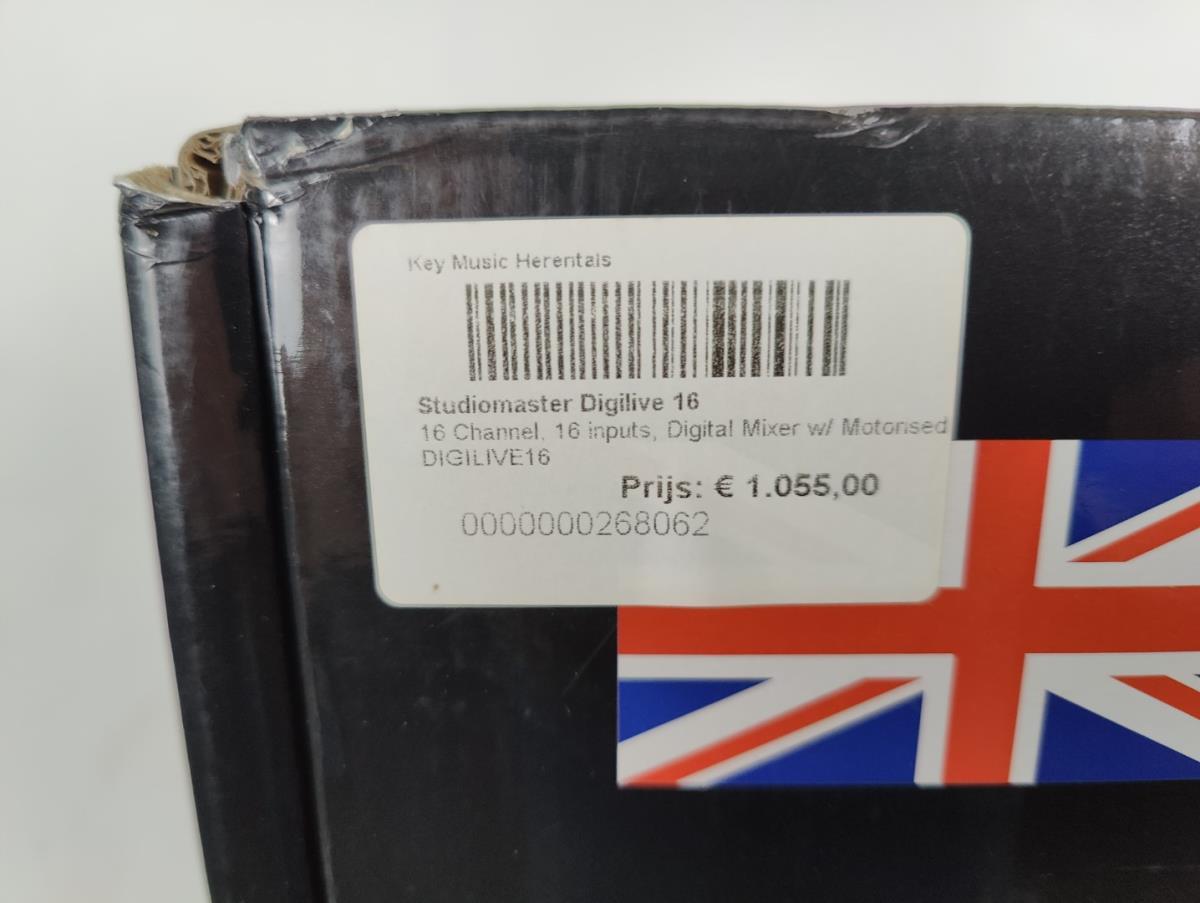 Key Music Herentals
Studiomaster Digilive 16
16 Channel, 16 inputs, Digital Mixer w/ Motorised
DIGILIVE16
Prijs: € 1.055,00
0000000268062